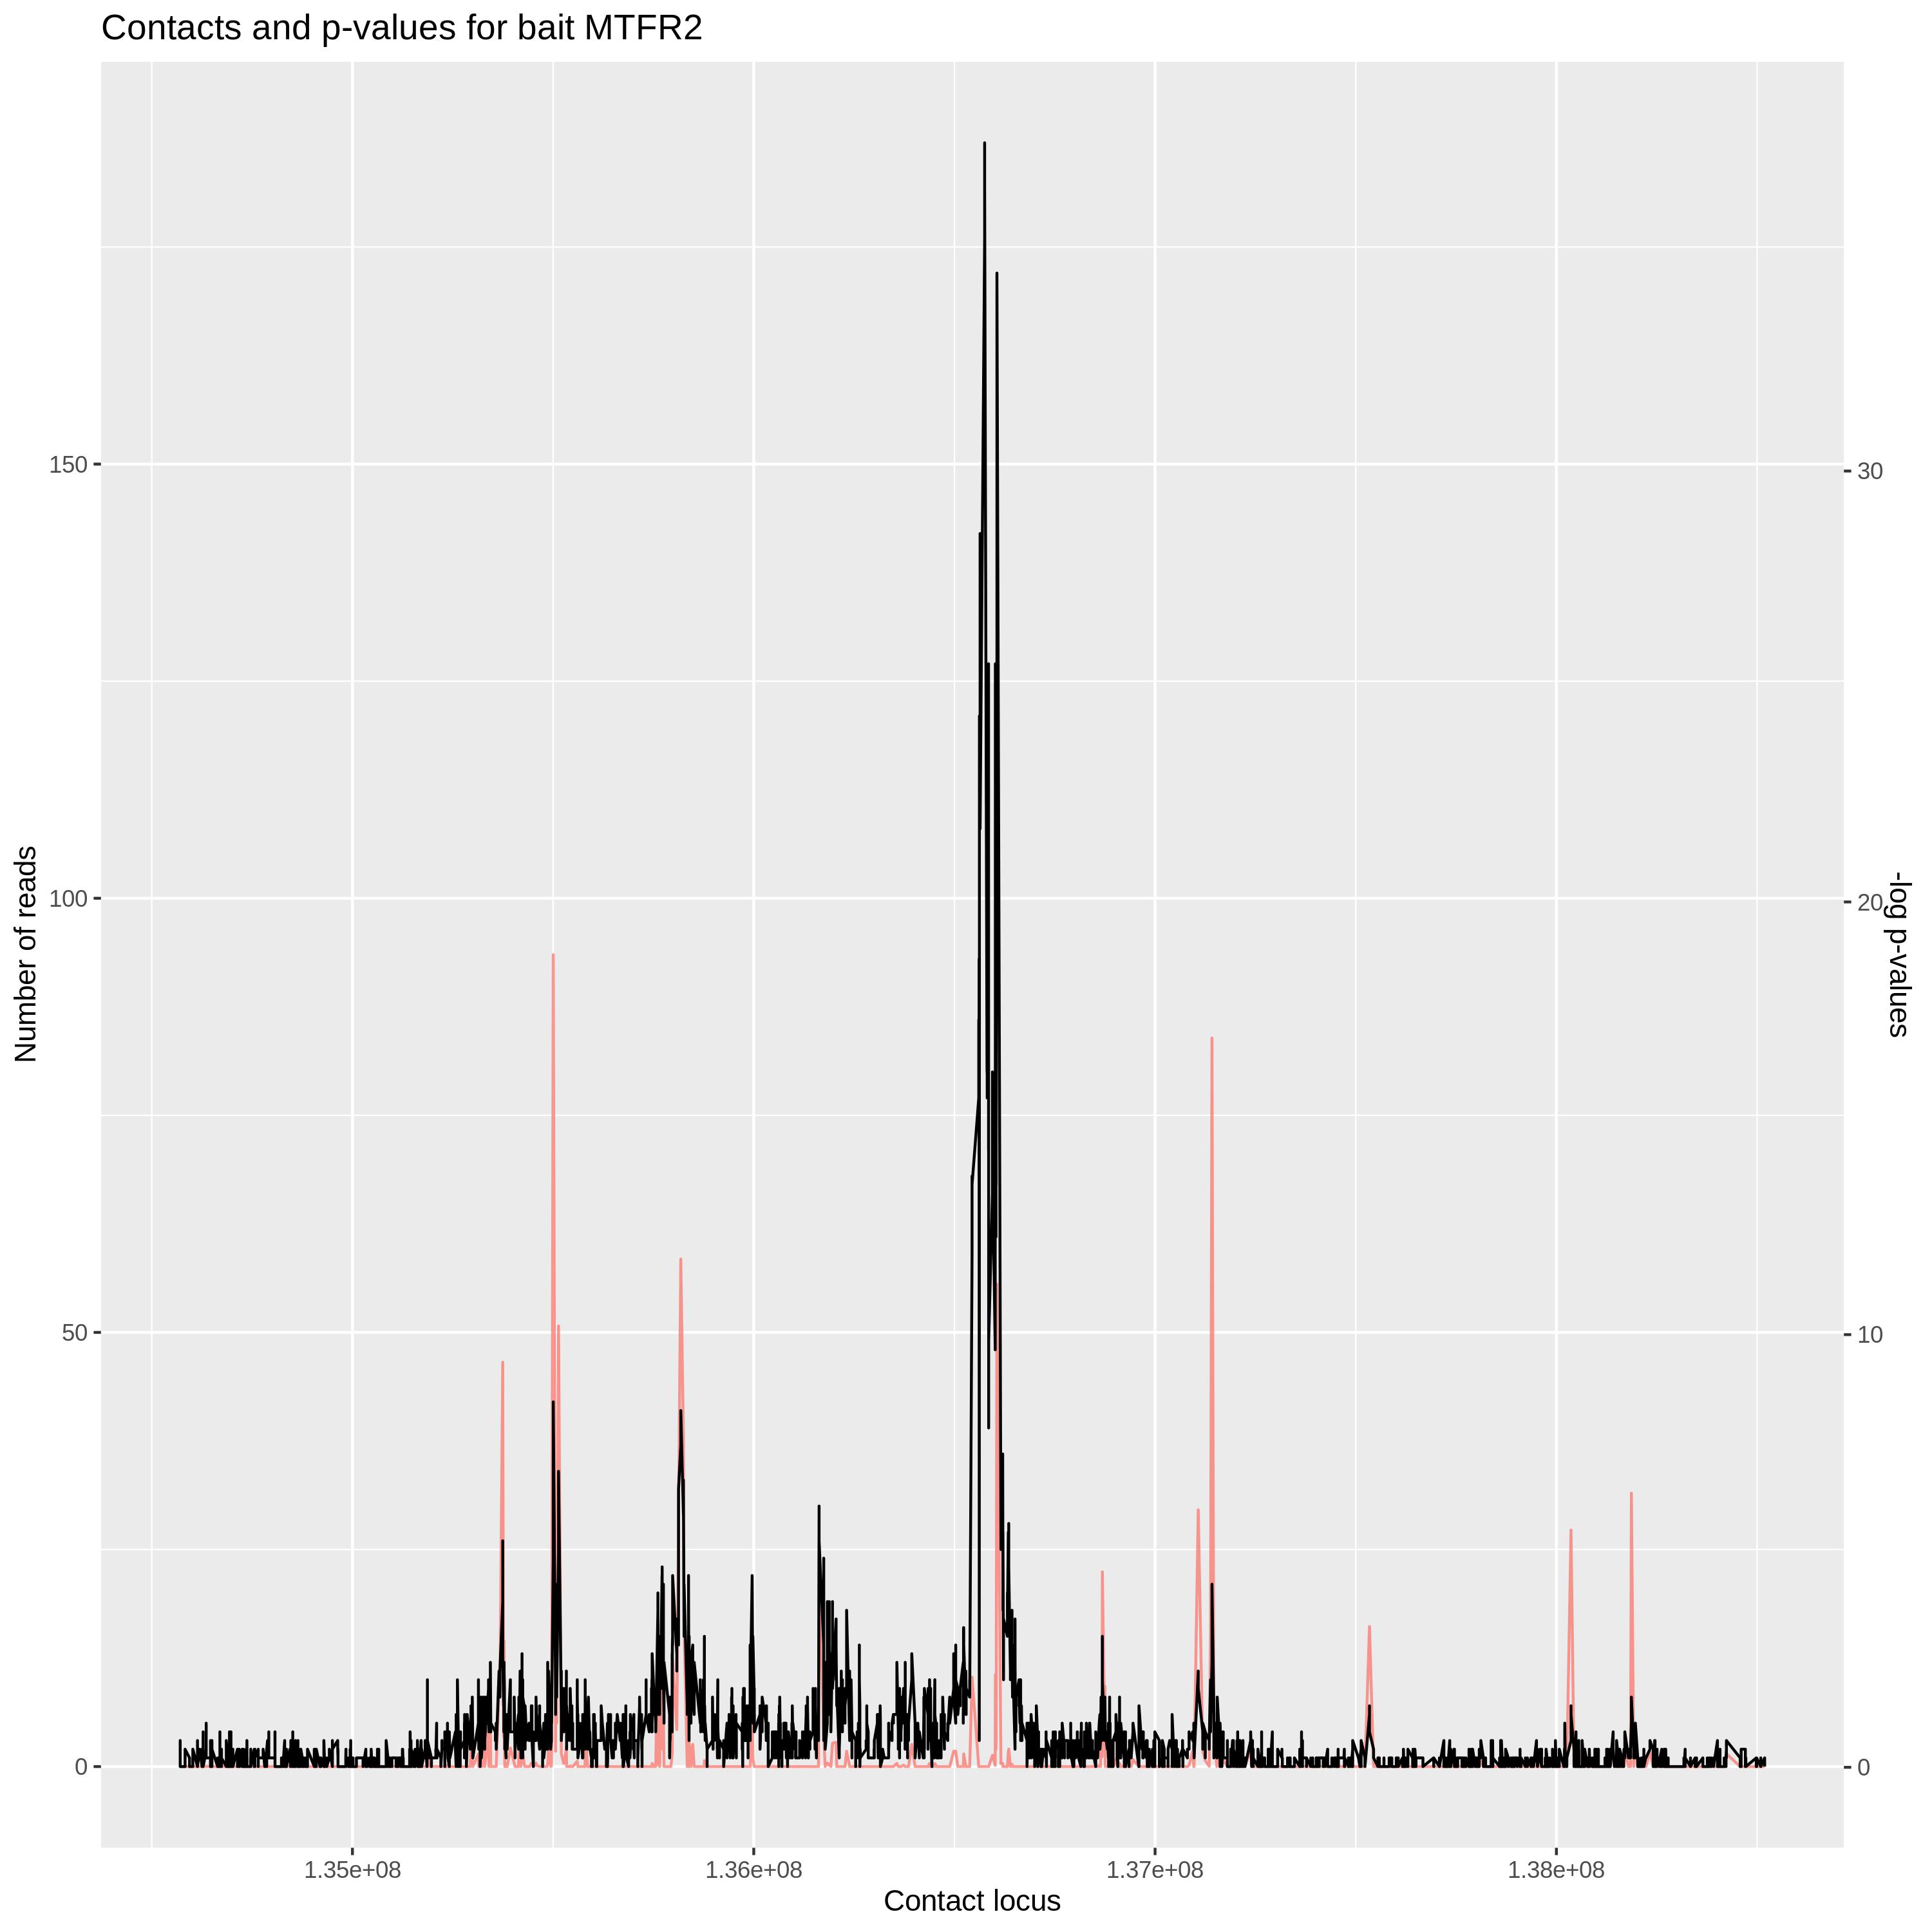 Contacts and p-values for bait MTFR2
150
100
50
0
Number of reads
30
20
10
0
-log p-values
1.35e+08
1.36e+08
1.37e+08
1.38e+08
Contact locus